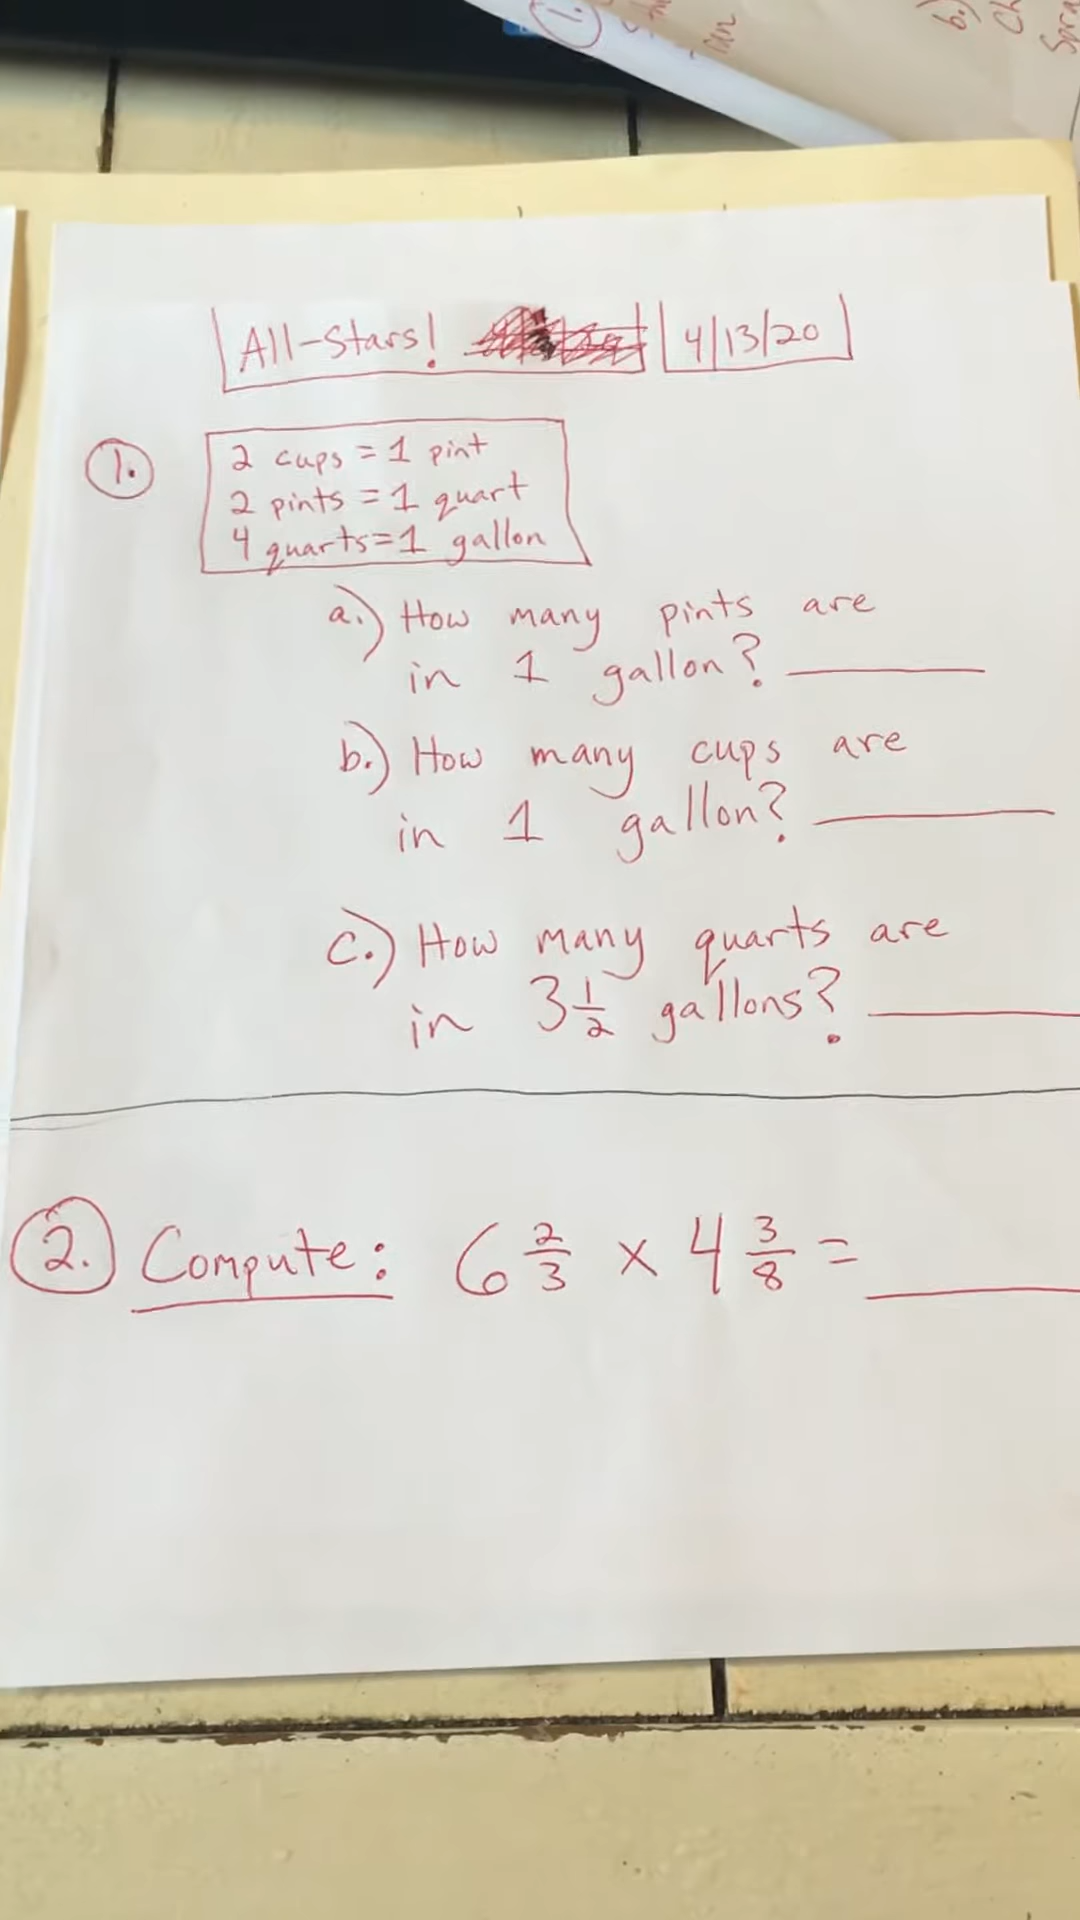 All-Stars! 4/13/20
1.
2 cups = 1 pint
2 pints = 1 quart
4 quarts = 1 gallon
a.) How many pints are
in 1 gallon?
b.) How many cups are
in 1 gallon?
c.) How many quarts are
in 3 1/2 gallons?
2. Compute: 6 2/3 x 4 3/8 =
1.
6.)